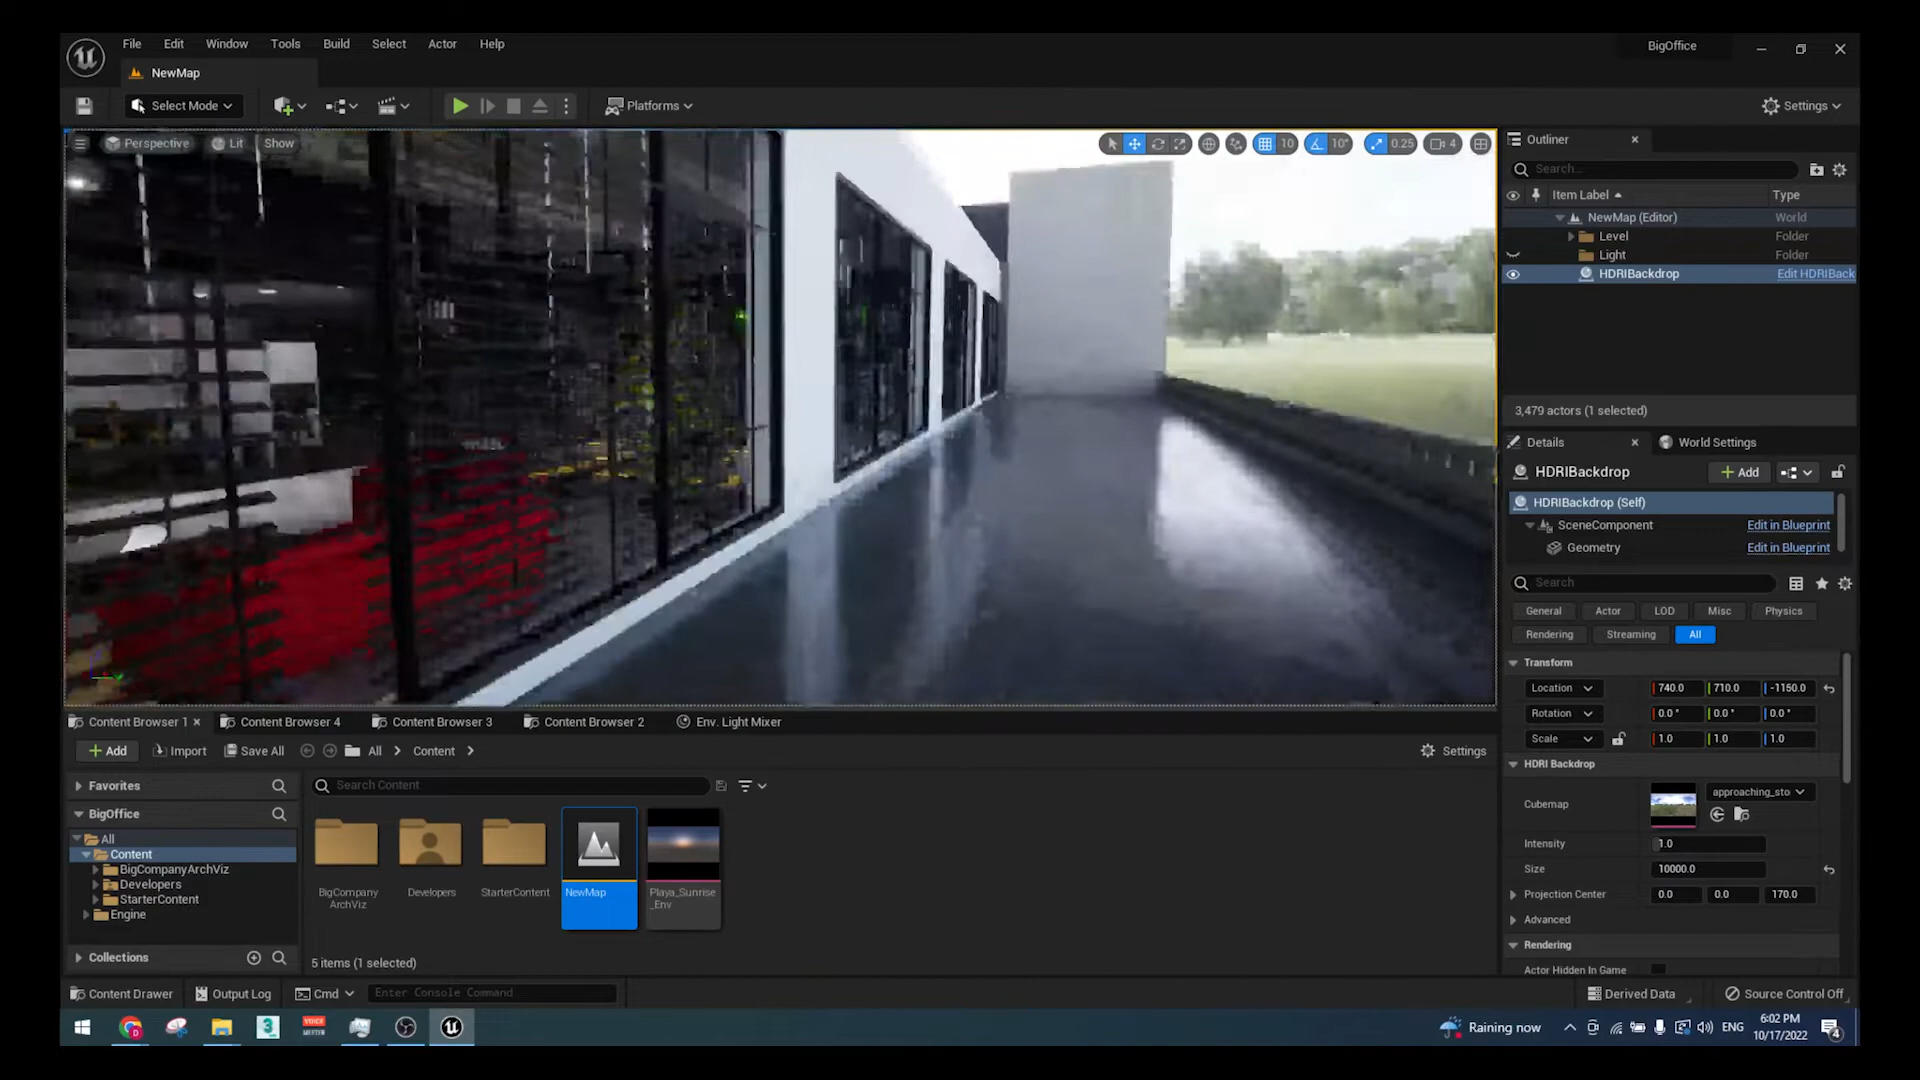 File Edit Window Tools Build Select Actor Help
BigOffice
NewMap
Select Mode
Platforms
Settings
Perspective Lit Show
10 10° 0.25 4
Outliner
Search...
Item Label Type
NewMap (Editor) World
Level Folder
Light Folder
HDRIBackdrop Edit HDRIBack
3,479 actors (1 selected)
Details World Settings
HDRIBackdrop Add
HDRIBackdrop (Self)
SceneComponent Edit in Blueprint
Geometry Edit in Blueprint
Search
General Actor LOD Misc Physics
Rendering Streaming All
Transform
Location 740.0 710.0 -1150.0
Rotation 0.0° 0.0° 0.0°
Scale 1.0 1.0 1.0
HDRI Backdrop
Cubemap approaching_sto
Intensity 1.0
Size 10000.0
Projection Center 0.0 0.0 170.0
Advanced
Rendering
Actor Hidden In Game
Content Browser 1 Content Browser 4 Content Browser 3 Content Browser 2 Env. Light Mixer
Add Import Save All All Content Settings
Favorites
Search Content
BigOffice
All
Content
BigCompanyArchViz
Developers
StarterContent
Engine
Collections
BigCompany
ArchViz
Developers
StarterContent
NewMap
Playa_Sunrise
_Env
5 items (1 selected)
Content Drawer Output Log Cmd Enter Console Command Derived Data Source Control Off
3
VOICE
MEETER
Raining now ENG
6:02 PM
10/17/2022
4